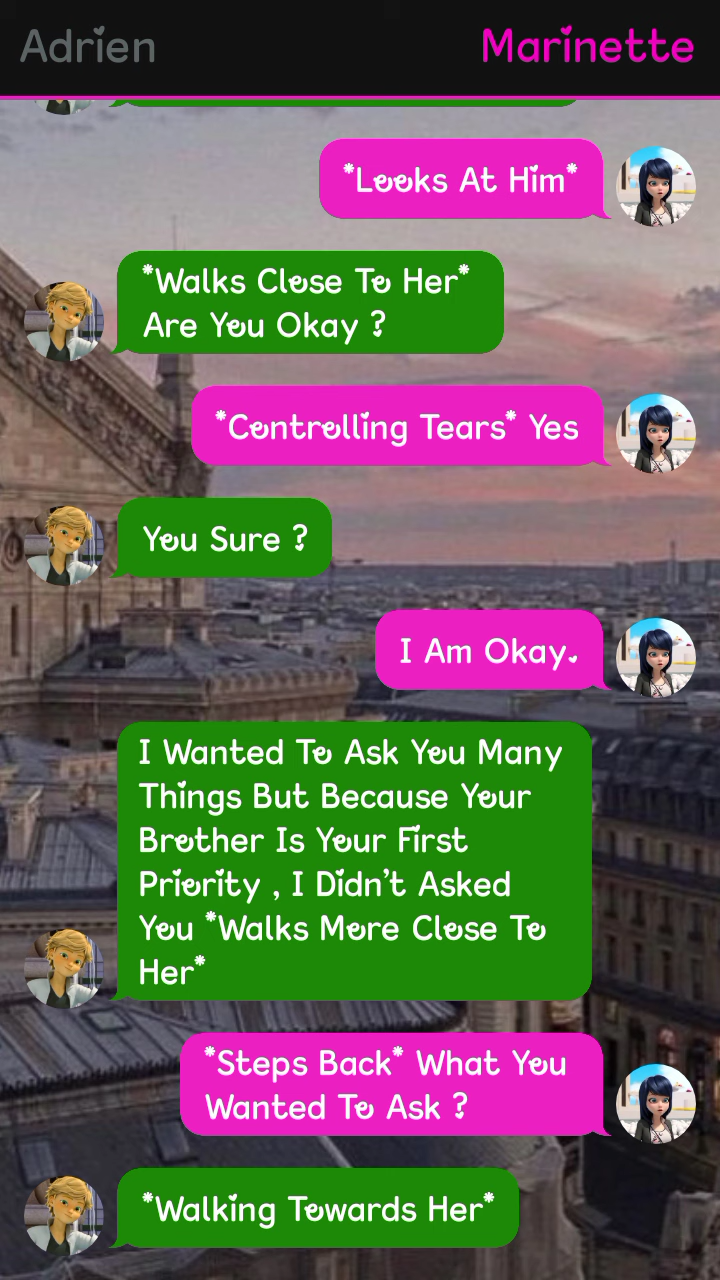 Adrien
Marinette
*Looks At Him*
*Walks Close To Her*
Are You Okay ?
*Controlling Tears* Yes
You Sure ?
I Am Okay.
I Wanted To Ask You Many
Things But Because Your
Brother Is Your First
Priority , I Didn't Asked
You *Walks More Close To
Her*
*Steps Back* What You
Wanted To Ask ?
*Walking Towards Her*